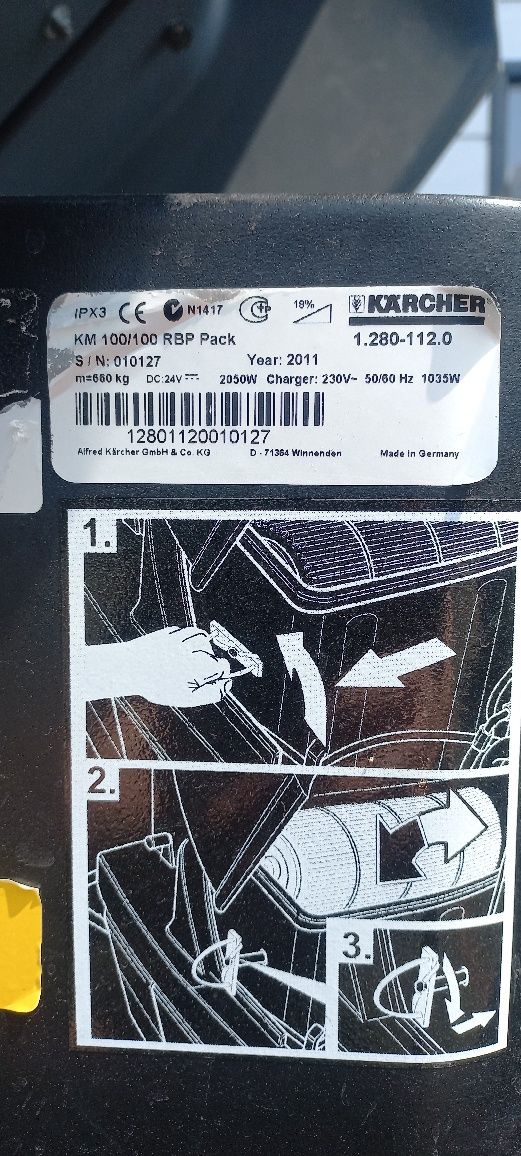 IPX3 CE N1417 18% KÄRCHER
KM 100/100 RBP Pack 1.280-112.0
S / N: 010127 Year: 2011
m=660 kg DC:24V 2050W Charger: 230V~ 50/60 Hz 1035W
12801120010127
Alfred Kärcher GmbH & Co. KG D - 71364 Winnenden Made in Germany
1.
2.
3.